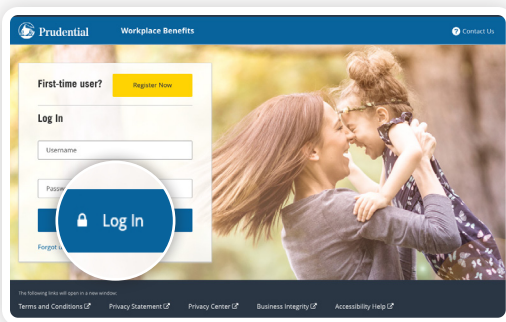 Prudential Workplace Benefits Contact Us
First-time user? Register Now
Log In
Username
Log In
The following links will open in a new window.
Terms and Conditions Privacy Statement Privacy Center Business Integrity Accessibility Help